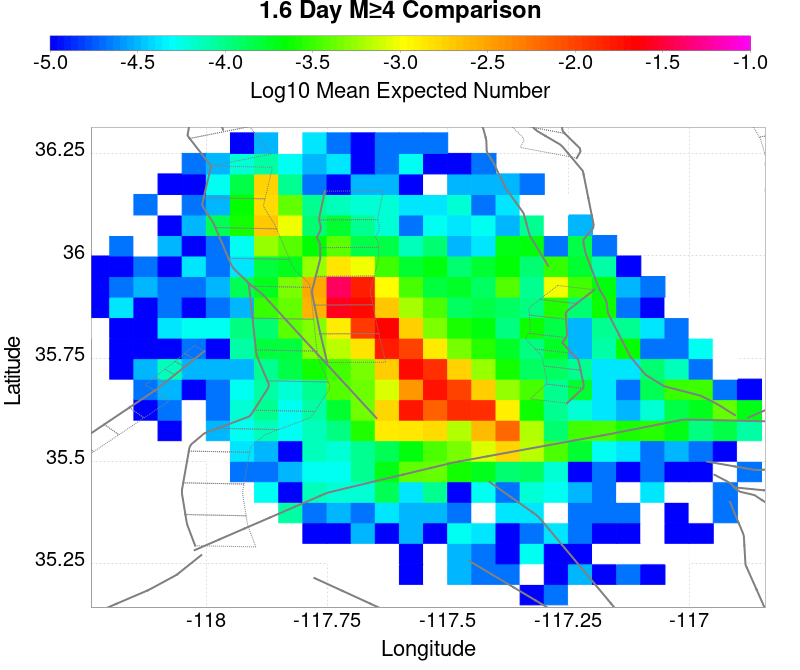 1.6 Day M≥4 Comparison
-5.0 -4.5 -4.0 -3.5 -3.0 -2.5 -2.0 -1.5 -1.0
Log10 Mean Expected Number
36.25
36
35.75
35.5
35.25
Latitude
-118 -117.75 -117.5 -117.25 -117
Longitude